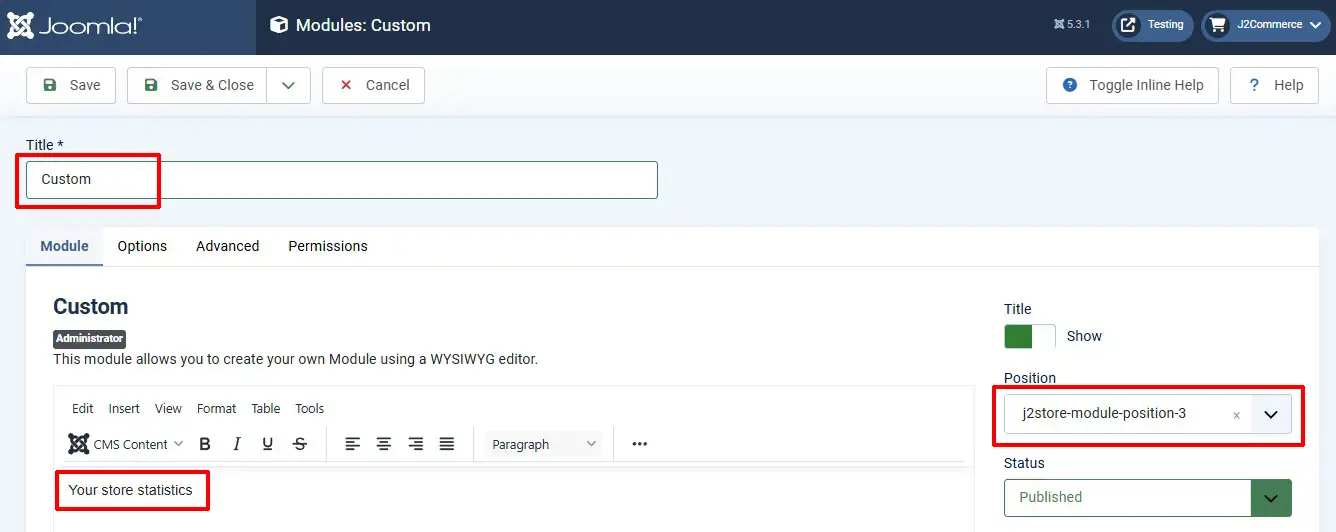 Joomla!® Modules: Custom 5.3.1 Testing J2Commerce
Save Save & Close × Cancel ? Toggle Inline Help ? Help
Title *
Custom
Module Options Advanced Permissions
Custom
Administrator
This module allows you to create your own Module using a WYSIWYG editor.
Edit Insert View Format Table Tools
CMS Content B I U S Paragraph ...
Your store statistics
Title
Show
Position
j2store-module-position-3 ×
Status
Published